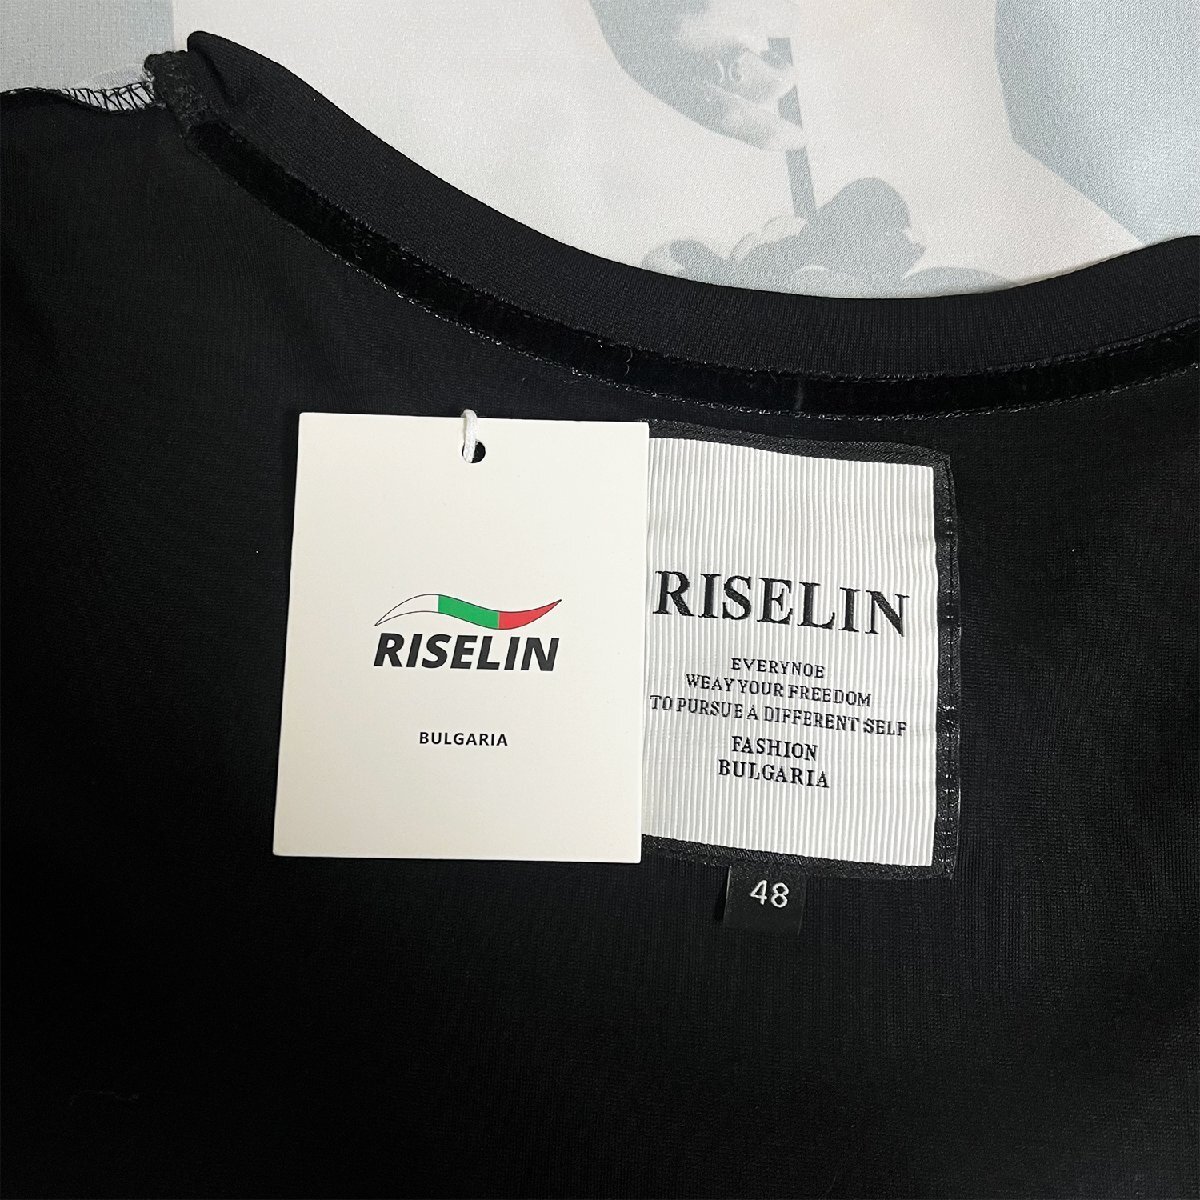 RISELIN
BULGARIA
RISELIN
EVERYNOE
WEAY YOUR FREEDOM
TO PURSUE A DIFFERENT SELF
FASHION
BULGARIA
48